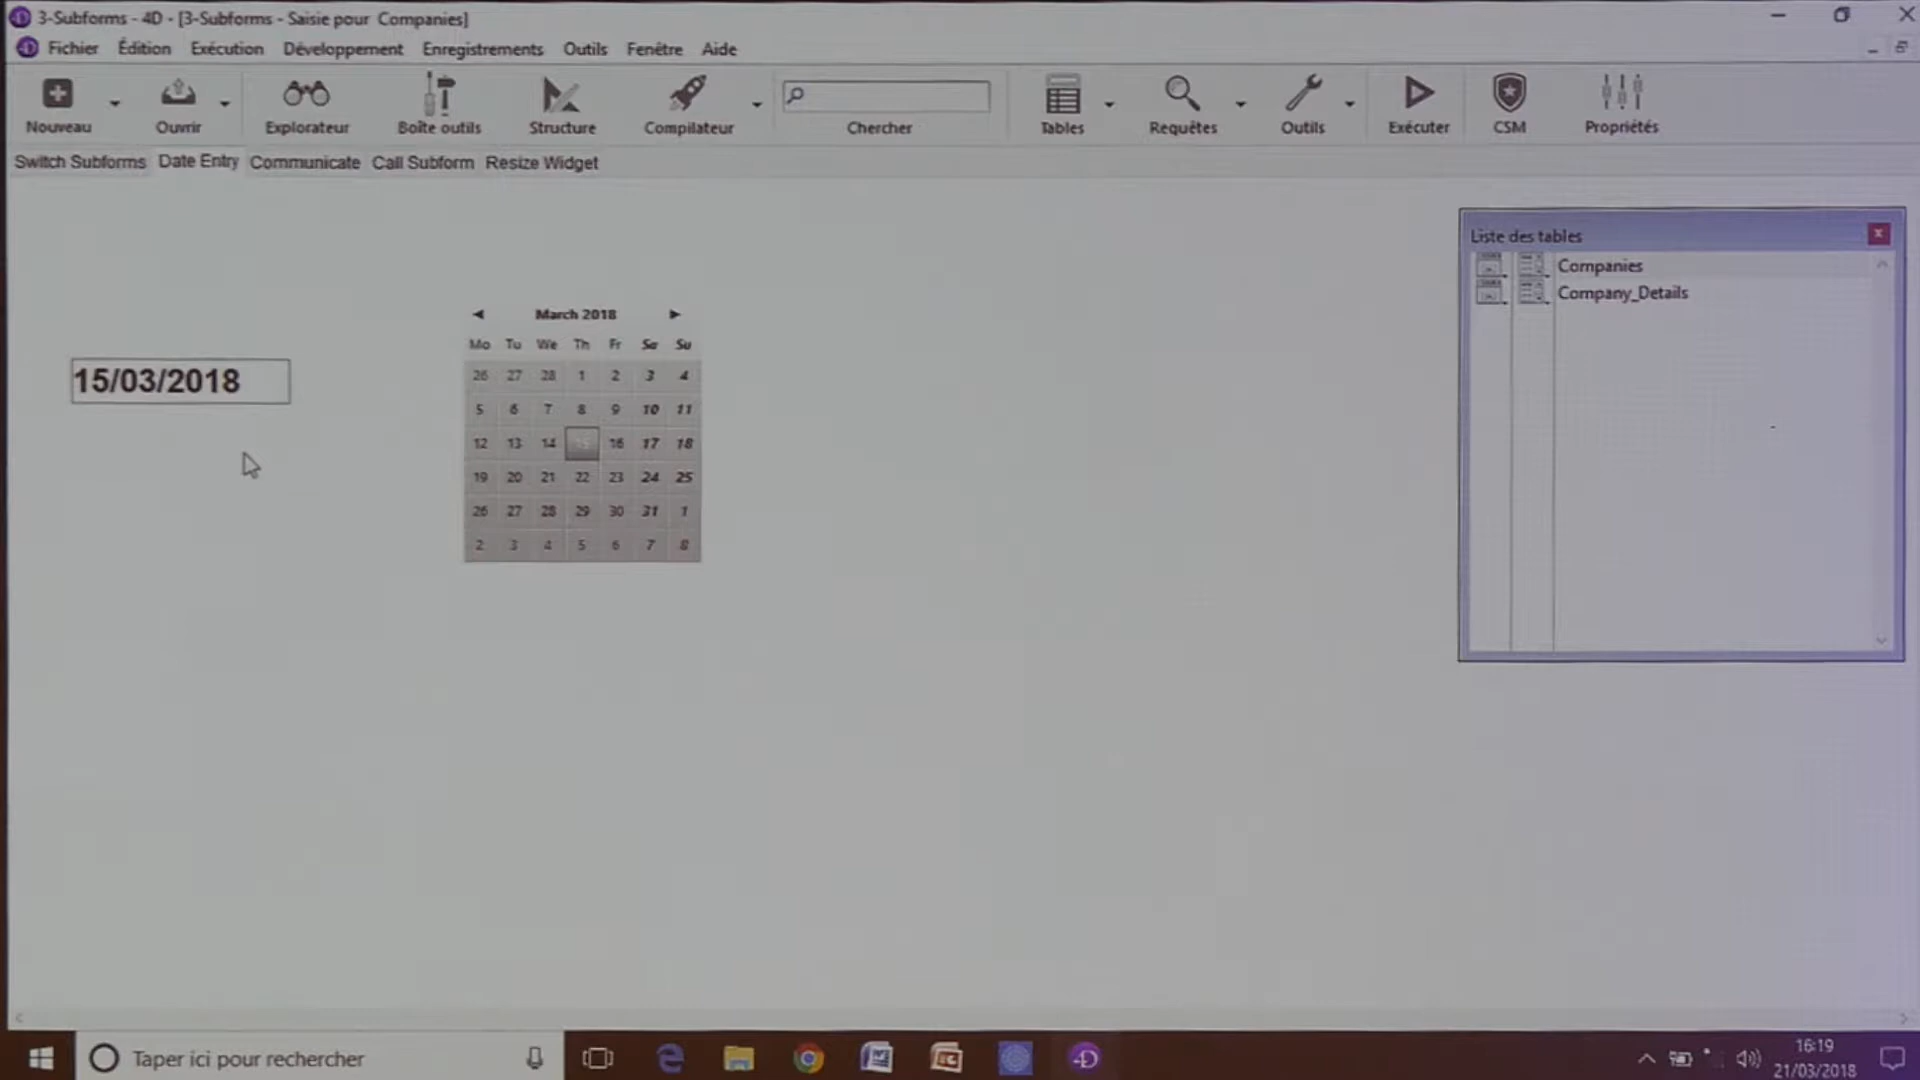 3-Subforms - 4D - [3-Subforms - Saisie pour Companies]
Fichier Édition Exécution Développement Enregistrements Outils Fenêtre Aide
Nouveau Ouvrir Explorateur Boîte outils Structure Compilateur Chercher Tables Requêtes Outils Exécuter CSM Propriétés
Switch Subforms Date Entry Communicate Call Subform Resize Widget
Liste des tables
Companies
Company_Details
15/03/2018
March 2018
Mo Tu We Th Fr Sa Su
26 27 28 1 2 3 4
5 6 7 8 9 10 11
12 13 14 15 16 17 18
19 20 21 22 23 24 25
26 27 28 29 30 31 1
2 3 4 5 6 7 8
Taper ici pour rechercher
16:19
21/03/2018